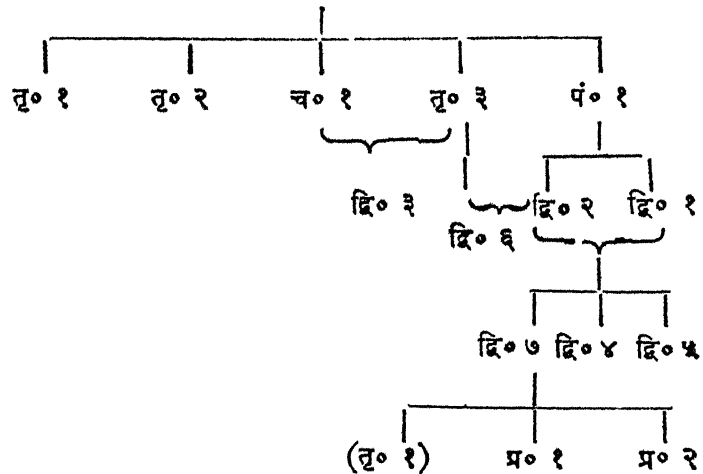 तृ० १ तृ० २ च० १ तृ० ३ पं० १
द्वि० ३ द्वि० २ द्वि० १
द्वि० ६
द्वि० ७ द्वि० ४ द्वि० ५
(तृ० १) प्र० १ प्र० २